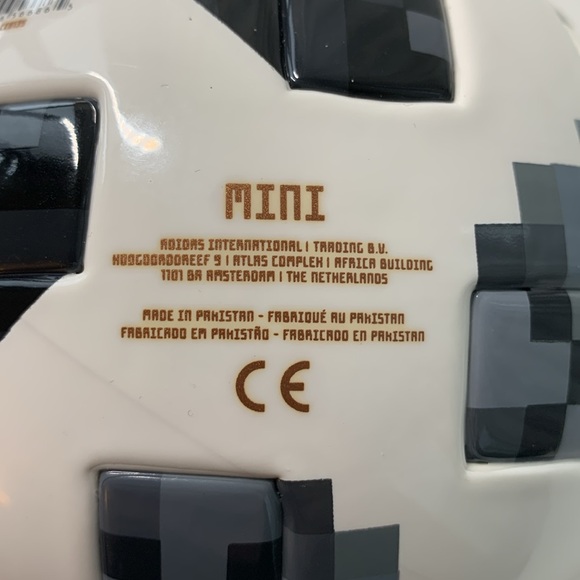 MINI
ADIDAS INTERNATIONAL | TRADING B.V.
HOOGOORDDREEF 9 | ATLAS COMPLEX | AFRICA BUILDING
1101 BA AMSTERDAM | THE NETHERLANDS
MADE IN PAKISTAN - FABRIQUÉ AU PAKISTAN
FABRICADO EM PAKISTÃO - FABRICADO EN PAKISTAN
CE